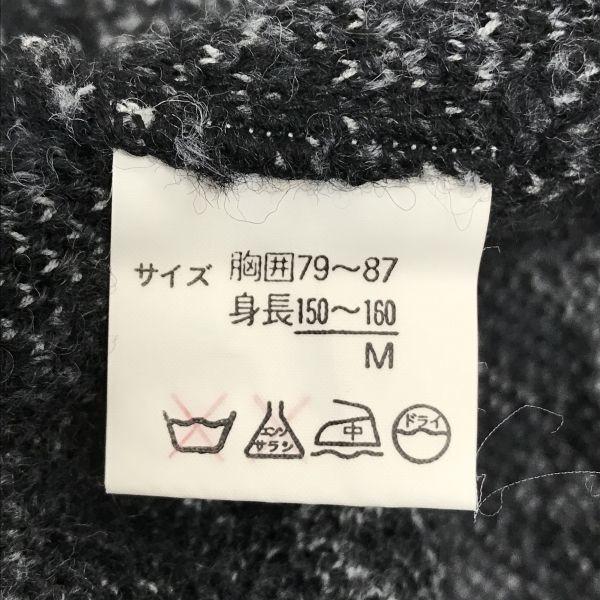 サイズ 胸囲79〜87
身長150〜160
M
エンソ
サラシ
中
ドライ